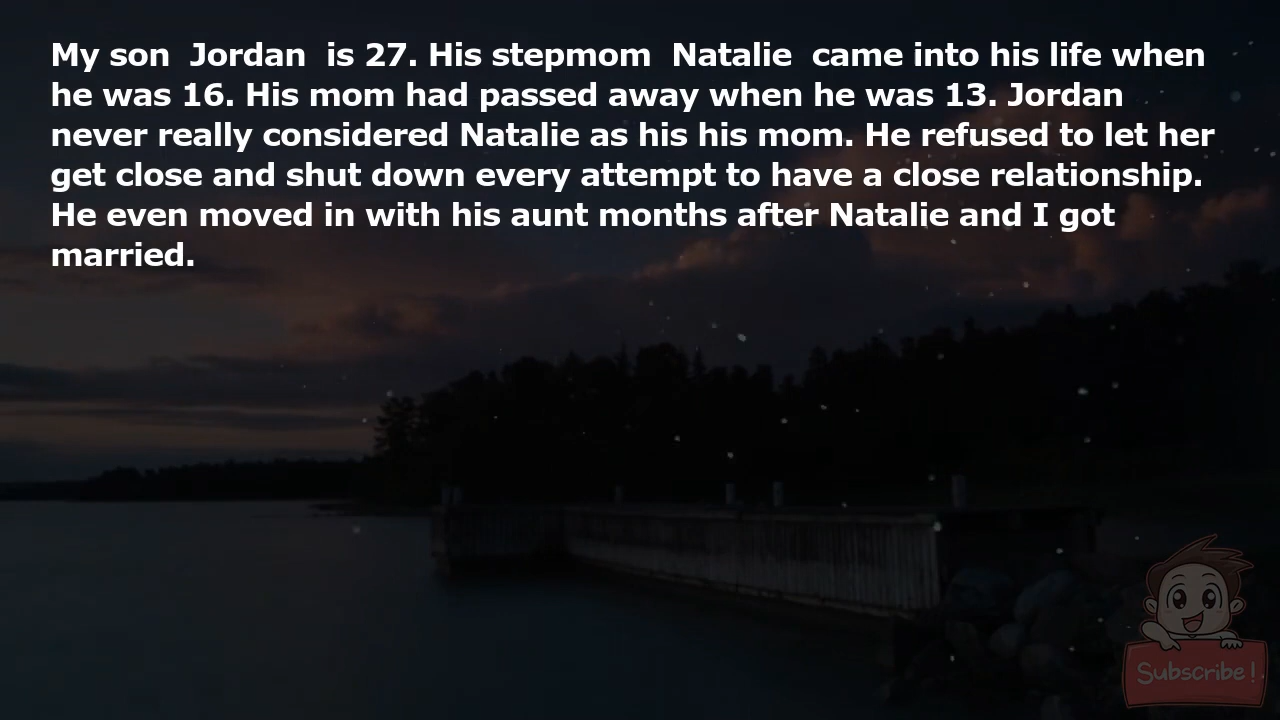 My son  Jordan  is 27. His stepmom  Natalie  came into his life when
he was 16. His mom had passed away when he was 13. Jordan
never really considered Natalie as his his mom. He refused to let her
get close and shut down every attempt to have a close relationship.
He even moved in with his aunt months after Natalie and I got
married.
Subscribe!